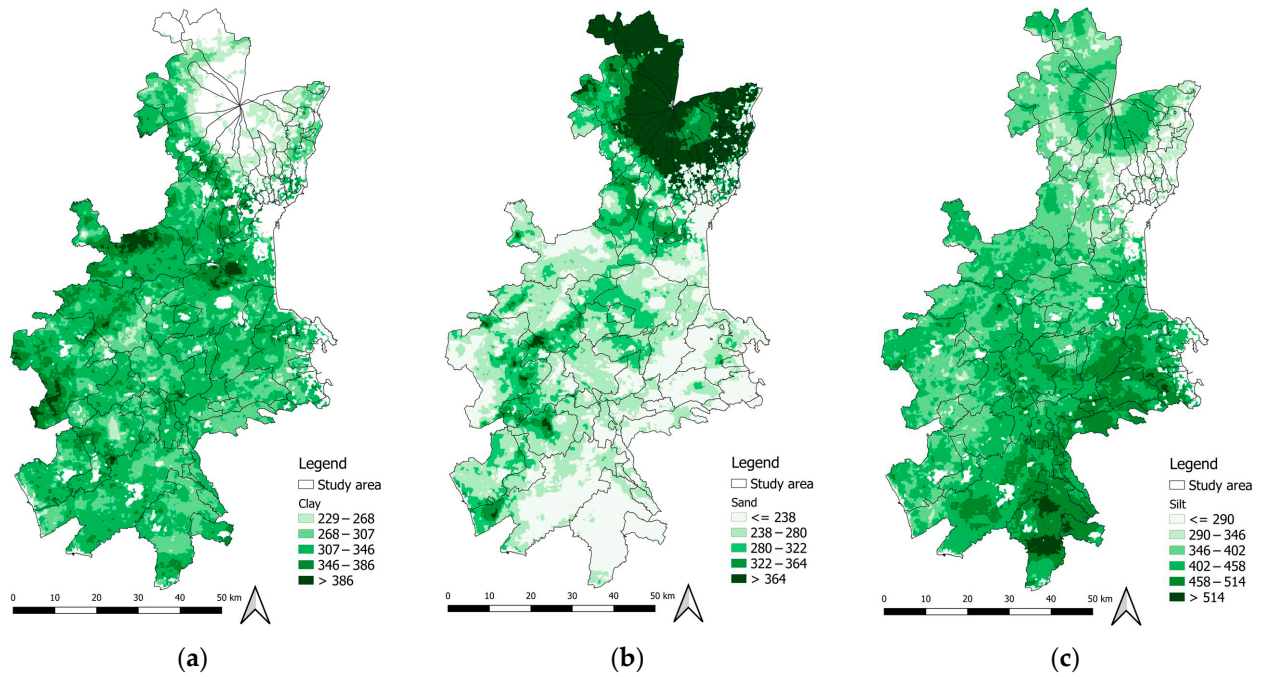 Legend
Study area
Clay
229 – 268
268 – 307
307 – 346
346 – 386
> 386
0 10 20 30 40 50 km
(a)
Legend
Study area
Sand
<= 238
238 – 280
280 – 322
322 – 364
> 364
0 10 20 30 40 50 km
(b)
Legend
Study area
Silt
<= 290
290 – 346
346 – 402
402 – 458
458 – 514
> 514
0 10 20 30 40 50 km
(c)